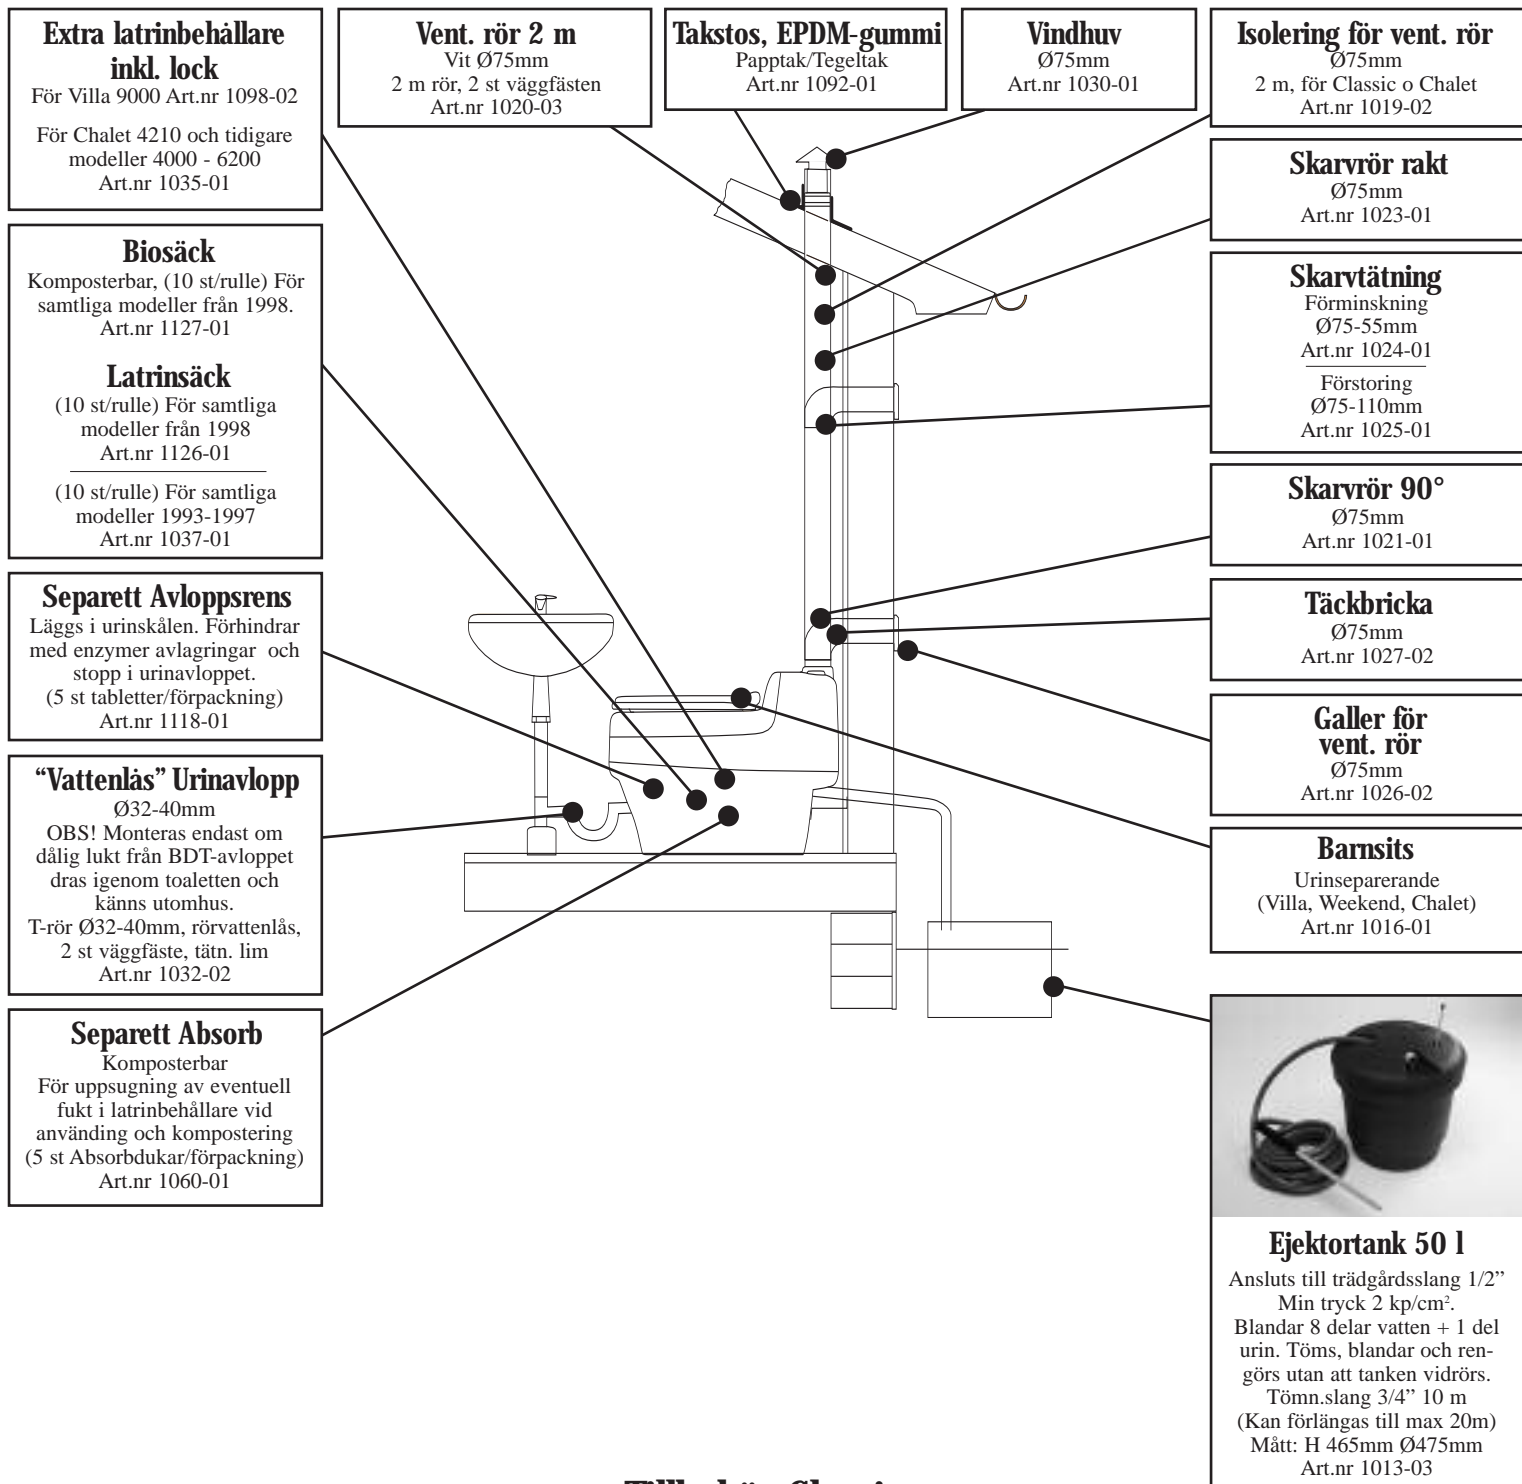 Extra latrinbehållare
inkl. lock
För Villa 9000 Art.nr 1098-02
För Chalet 4210 och tidigare
modeller 4000 - 6200
Art.nr 1035-01
Vent. rör 2 m
Vit Ø75mm
2 m rör, 2 st väggfästen
Art.nr 1020-03
Takstos, EPDM-gummi
Papptak/Tegeltak
Art.nr 1092-01
Vindhuv
Ø75mm
Art.nr 1030-01
Isolering för vent. rör
Ø75mm
2 m, för Classic o Chalet
Art.nr 1019-02
Skarvrör rakt
Ø75mm
Art.nr 1023-01
Biosäck
Komposterbar, (10 st/rulle) För
samtliga modeller från 1998.
Art.nr 1127-01
Latrinsäck
(10 st/rulle) För samtliga
modeller från 1998
Art.nr 1126-01
(10 st/rulle) För samtliga
modeller 1993-1997
Art.nr 1037-01
Skarvtätning
Förminskning
Ø75-55mm
Art.nr 1024-01
Förstoring
Ø75-110mm
Art.nr 1025-01
Skarvrör 90°
Ø75mm
Art.nr 1021-01
Separett Avloppsrens
Läggs i urinskålen. Förhindrar
med enzymer avlagringar och
stopp i urinavloppet.
(5 st tabletter/förpackning)
Art.nr 1118-01
Täckbricka
Ø75mm
Art.nr 1027-02
Galler för
vent. rör
Ø75mm
Art.nr 1026-02
“Vattenlås” Urinavlopp
Ø32-40mm
OBS! Monteras endast om
dålig lukt från BDT-avloppet
dras igenom toaletten och
känns utomhus.
T-rör Ø32-40mm, rörvattenlås,
2 st väggfäste, tätn. lim
Art.nr 1032-02
Barnsits
Urinseparerande
(Villa, Weekend, Chalet)
Art.nr 1016-01
Separett Absorb
Komposterbar
För uppsugning av eventuell
fukt i latrinbehållare vid
använding och kompostering
(5 st Absorbdukar/förpackning)
Art.nr 1060-01
Ejektortank 50 l
Ansluts till trädgårdsslang 1/2”
Min tryck 2 kp/cm².
Blandar 8 delar vatten + 1 del
urin. Töms, blandar och ren-
görs utan att tanken vidrörs.
Tömn.slang 3/4” 10 m
(Kan förlängas till max 20m)
Mått: H 465mm Ø475mm
Art.nr 1013-03